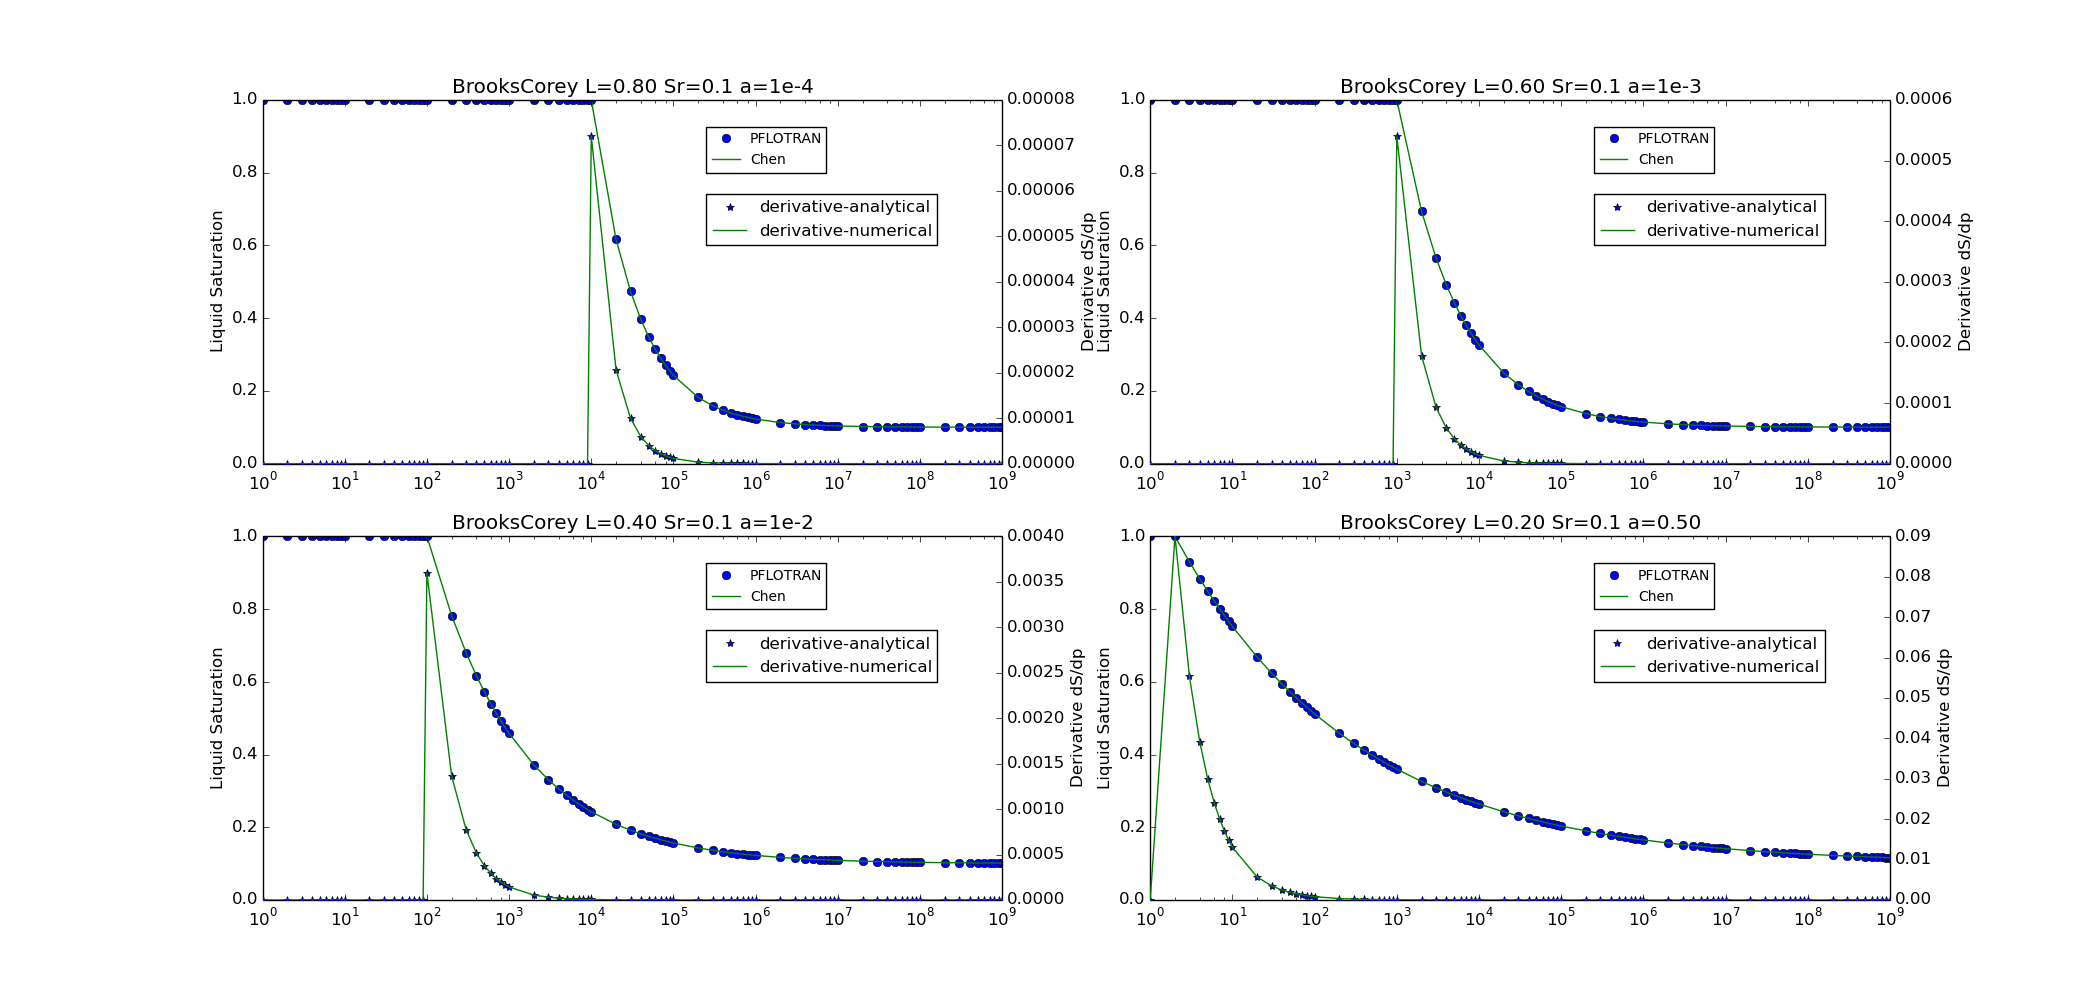 BrooksCorey L=0.80 Sr=0.1 a=1e-4
Liquid Saturation
1.0
0.8
0.6
0.4
0.2
0.0
PFLOTRAN
Chen
derivative-analytical
derivative-numerical
0.00008
0.00007
0.00006
0.00005
0.00004
0.00003
0.00002
0.00001
0.00000
Derivative dS/dp
10^0 10^1 10^2 10^3 10^4 10^5 10^6 10^7 10^8 10^9
BrooksCorey L=0.60 Sr=0.1 a=1e-3
Liquid Saturation
1.0
0.8
0.6
0.4
0.2
0.0
PFLOTRAN
Chen
derivative-analytical
derivative-numerical
0.0006
0.0005
0.0004
0.0003
0.0002
0.0001
0.0000
Derivative dS/dp
10^0 10^1 10^2 10^3 10^4 10^5 10^6 10^7 10^8 10^9
BrooksCorey L=0.40 Sr=0.1 a=1e-2
Liquid Saturation
1.0
0.8
0.6
0.4
0.2
0.0
PFLOTRAN
Chen
derivative-analytical
derivative-numerical
0.0040
0.0035
0.0030
0.0025
0.0020
0.0015
0.0010
0.0005
0.0000
Derivative dS/dp
10^0 10^1 10^2 10^3 10^4 10^5 10^6 10^7 10^8 10^9
BrooksCorey L=0.20 Sr=0.1 a=0.50
Liquid Saturation
1.0
0.8
0.6
0.4
0.2
0.0
PFLOTRAN
Chen
derivative-analytical
derivative-numerical
0.09
0.08
0.07
0.06
0.05
0.04
0.03
0.02
0.01
0.00
Derivative dS/dp
10^0 10^1 10^2 10^3 10^4 10^5 10^6 10^7 10^8 10^9